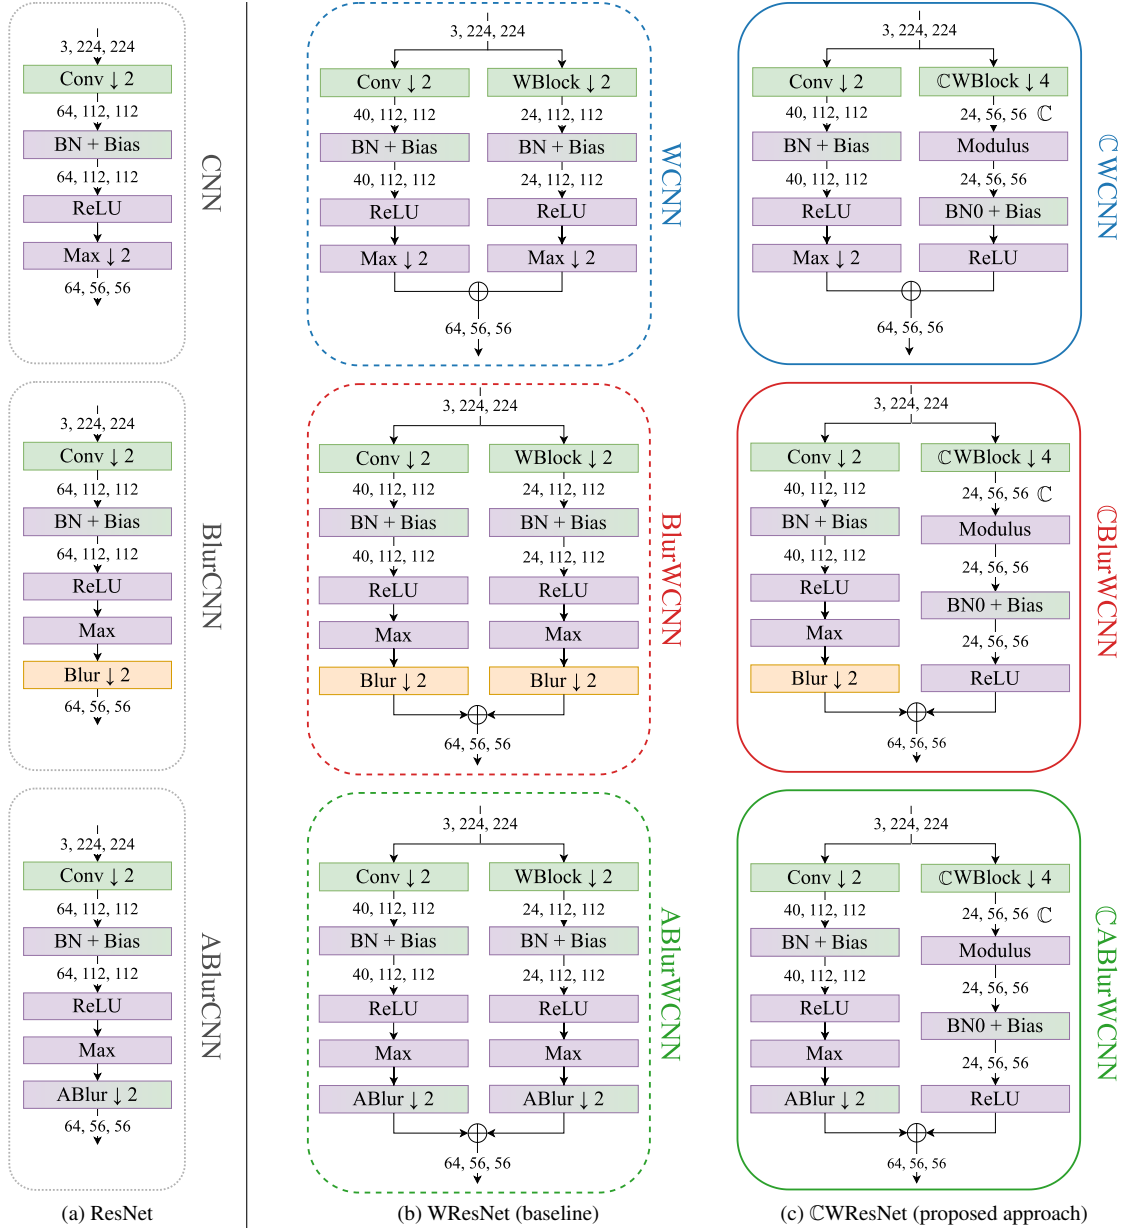 3, 224, 224
Conv ↓ 2
64, 112, 112
BN + Bias
64, 112, 112
ReLU
Max ↓ 2
64, 56, 56
CNN
3, 224, 224
Conv ↓ 2
64, 112, 112
BN + Bias
64, 112, 112
ReLU
Max
Blur ↓ 2
64, 56, 56
BlurCNN
3, 224, 224
Conv ↓ 2
64, 112, 112
BN + Bias
64, 112, 112
ReLU
Max
ABlur ↓ 2
64, 56, 56
ABlurCNN
(a) ResNet
3, 224, 224
Conv ↓ 2 WBlock ↓ 2
40, 112, 112 24, 112, 112
BN + Bias BN + Bias
40, 112, 112 24, 112, 112
ReLU ReLU
Max ↓ 2 Max ↓ 2
64, 56, 56
WCNN
3, 224, 224
Conv ↓ 2 WBlock ↓ 2
40, 112, 112 24, 112, 112
BN + Bias BN + Bias
40, 112, 112 24, 112, 112
ReLU ReLU
Max Max
Blur ↓ 2 Blur ↓ 2
64, 56, 56
BlurWCNN
3, 224, 224
Conv ↓ 2 WBlock ↓ 2
40, 112, 112 24, 112, 112
BN + Bias BN + Bias
40, 112, 112 24, 112, 112
ReLU ReLU
Max Max
ABlur ↓ 2 ABlur ↓ 2
64, 56, 56
ABlurWCNN
(b) WResNet (baseline)
3, 224, 224
Conv ↓ 2 ℂWBlock ↓ 4
40, 112, 112 24, 56, 56 ℂ
BN + Bias Modulus
40, 112, 112 24, 56, 56
ReLU BN0 + Bias
Max ↓ 2 ReLU
64, 56, 56
ℂWCNN
3, 224, 224
Conv ↓ 2 ℂWBlock ↓ 4
40, 112, 112 24, 56, 56 ℂ
BN + Bias Modulus
40, 112, 112 24, 56, 56
ReLU BN0 + Bias
Max 24, 56, 56
Blur ↓ 2 ReLU
64, 56, 56
ℂBlurWCNN
3, 224, 224
Conv ↓ 2 ℂWBlock ↓ 4
40, 112, 112 24, 56, 56 ℂ
BN + Bias Modulus
40, 112, 112 24, 56, 56
ReLU BN0 + Bias
Max 24, 56, 56
ABlur ↓ 2 ReLU
64, 56, 56
ℂABlurWCNN
(c) ℂWResNet (proposed approach)